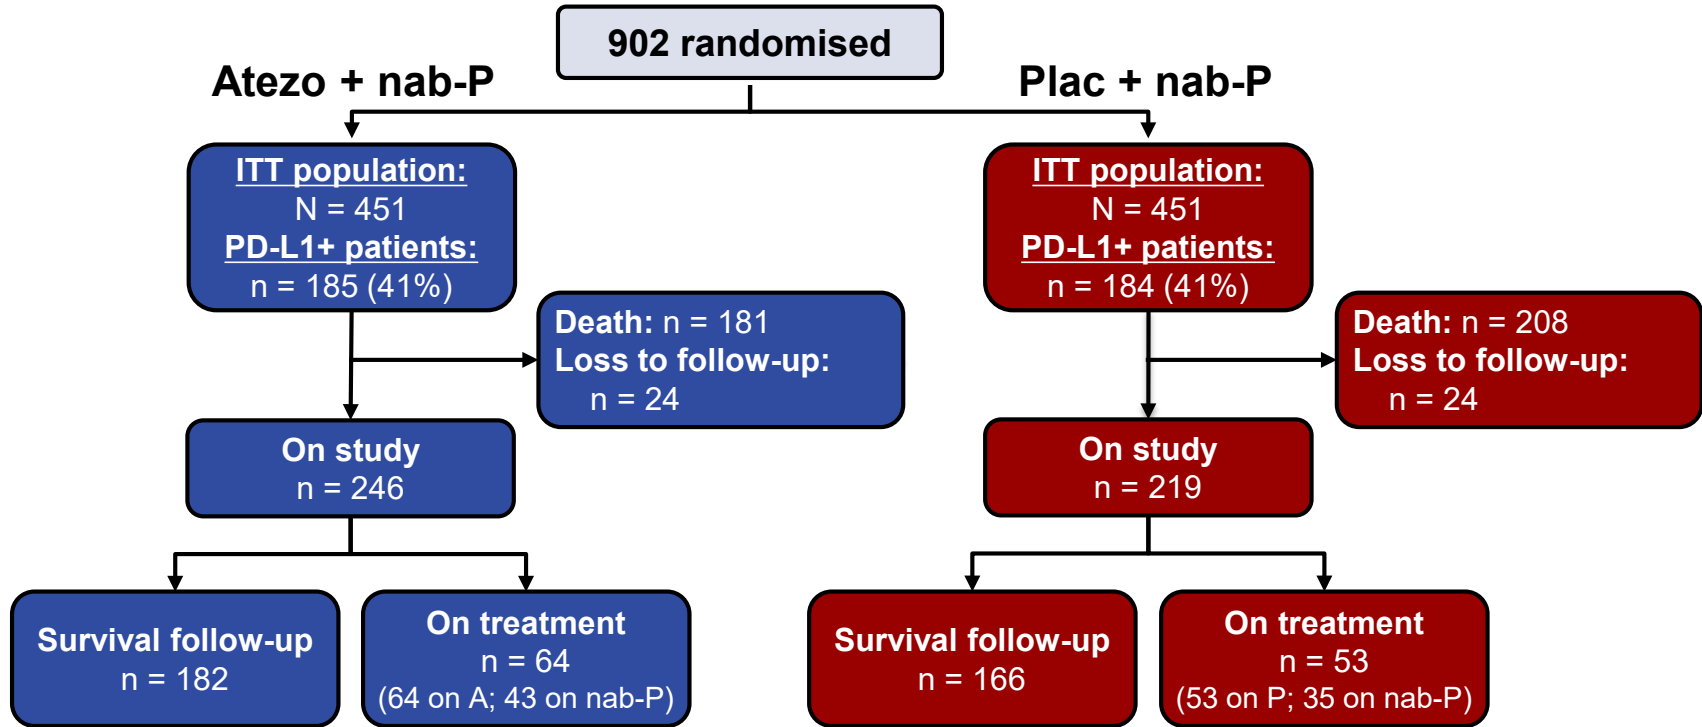 902 randomised
Atezo + nab-P
Plac + nab-P
ITT population:
N = 451
PD-L1+ patients:
n = 185 (41%)
ITT population:
N = 451
PD-L1+ patients:
n = 184 (41%)
Death: n = 181
Loss to follow-up:
n = 24
Death: n = 208
Loss to follow-up:
n = 24
On study
n = 246
On study
n = 219
Survival follow-up
n = 182
On treatment
n = 64
(64 on A; 43 on nab-P)
Survival follow-up
n = 166
On treatment
n = 53
(53 on P; 35 on nab-P)